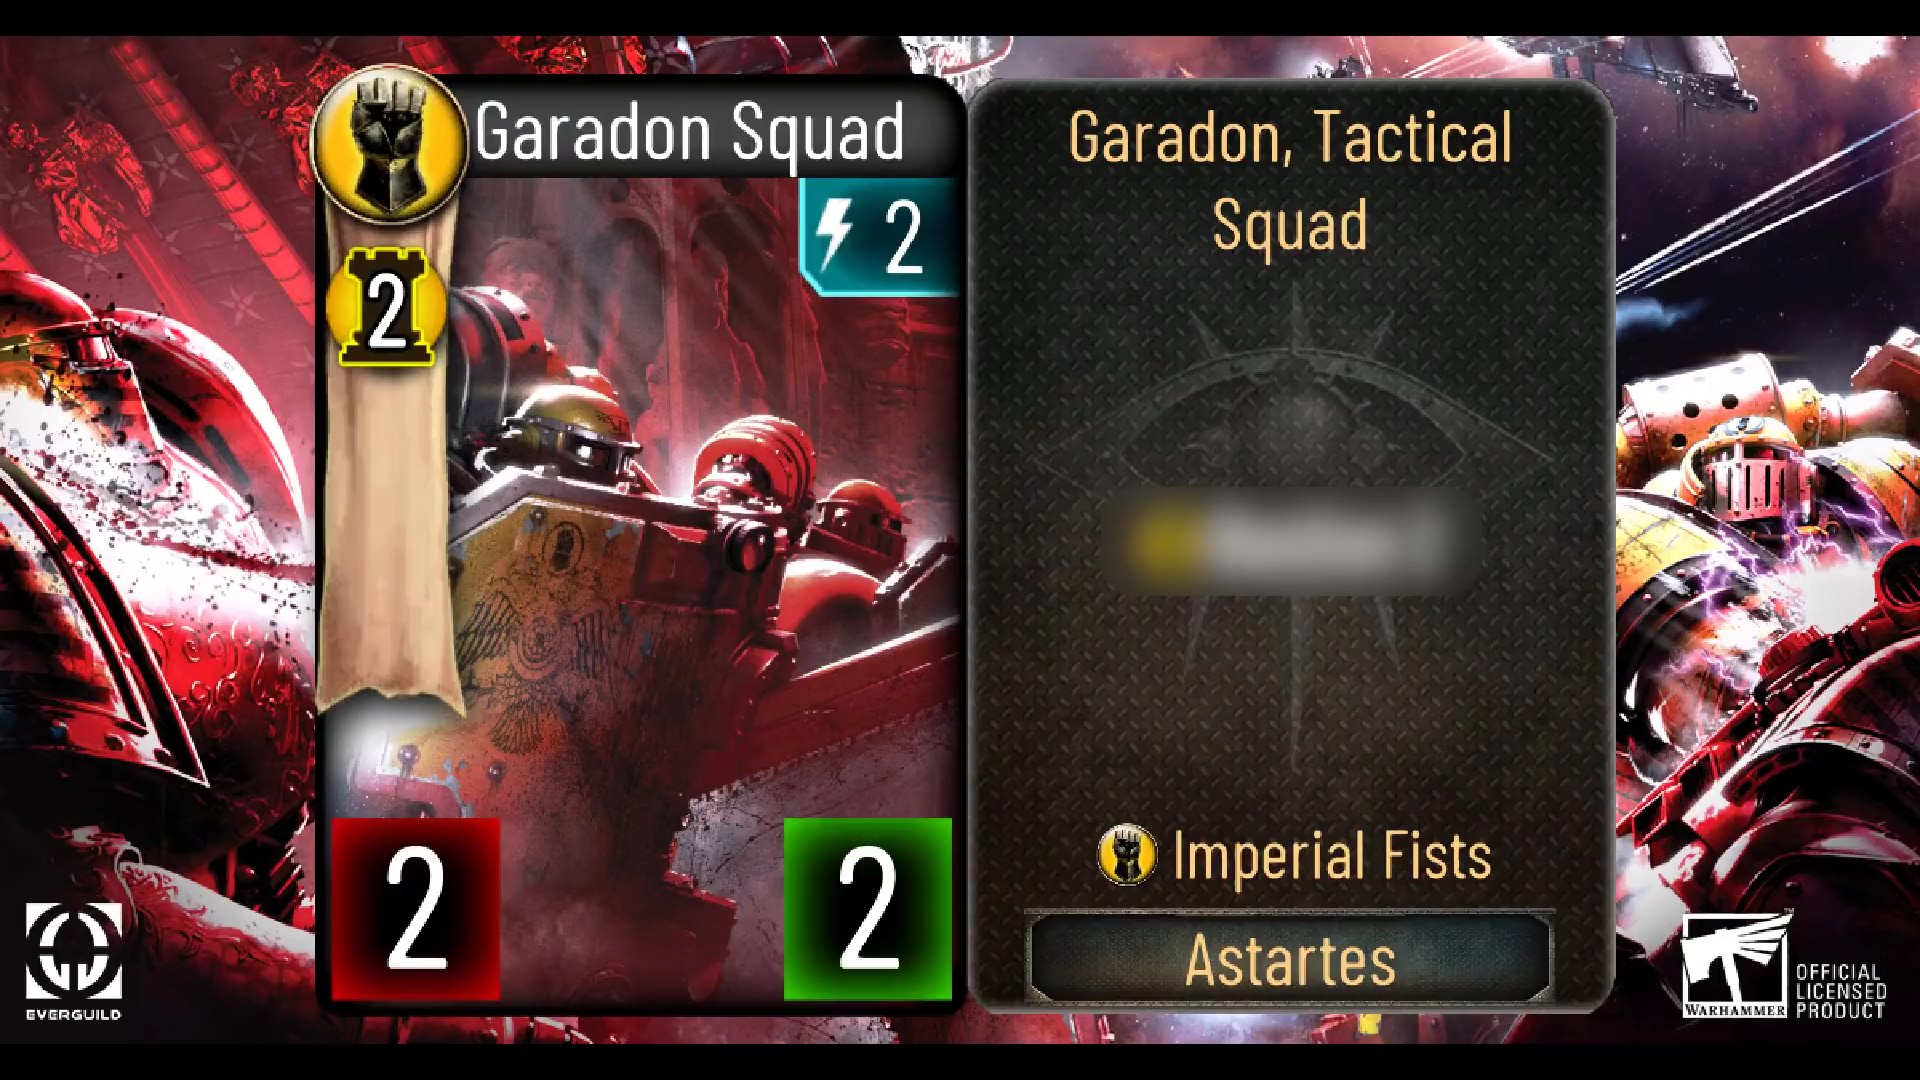 Garadon Squad
2
2
2
2
Garadon, Tactical
Squad
Imperial Fists
Astartes
EVERGUILD
WARHAMMER
OFFICIAL
LICENSED
PRODUCT